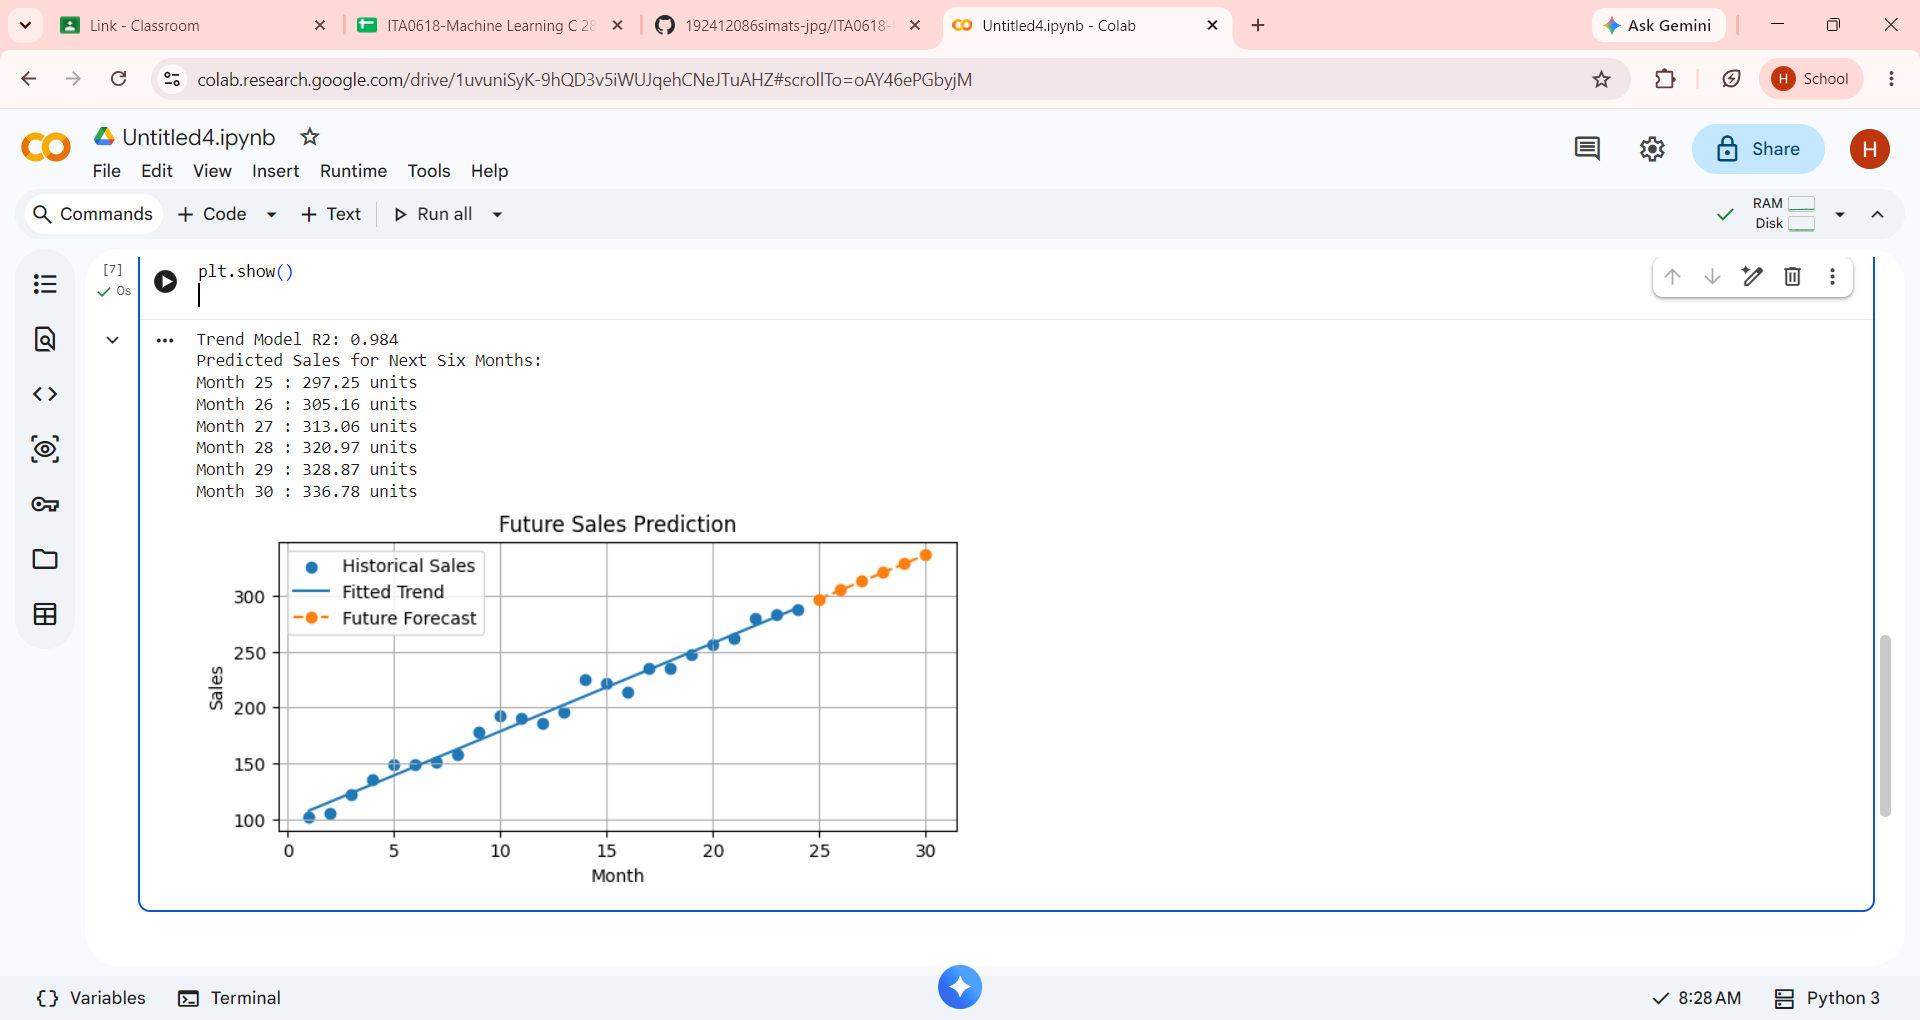 Link - Classroom
ITA0618-Machine Learning C 28
192412086simats-jpg/ITA0618-
Untitled4.ipynb - Colab
Ask Gemini
colab.research.google.com/drive/1uvuniSyK-9hQD3v5iWUJqehCNeJTuAHZ#scrollTo=oAY46ePGbyjM
H School
CO
Untitled4.ipynb
File Edit View Insert Runtime Tools Help
Share
H
Commands + Code + Text Run all
RAM
Disk
[7]
0s
plt.show()
Trend Model R2: 0.984
Predicted Sales for Next Six Months:
Month 25 : 297.25 units
Month 26 : 305.16 units
Month 27 : 313.06 units
Month 28 : 320.97 units
Month 29 : 328.87 units
Month 30 : 336.78 units
Future Sales Prediction
Historical Sales
Fitted Trend
Future Forecast
300
250
200
150
100
Sales
0 5 10 15 20 25 30
Month
{} Variables Terminal
8:28 AM Python 3